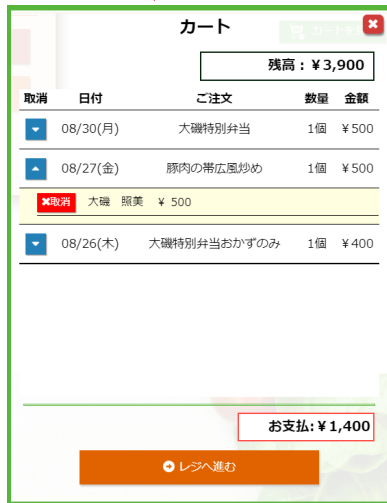 カート
残高：¥3,900
取消 日付 ご注文 数量 金額
08/30(月) 大磯特別弁当 1個 ¥500
08/27(金) 豚肉の帯広風炒め 1個 ¥500
✖取消 大磯 照美 ¥ 500
08/26(木) 大磯特別弁当おかずのみ 1個 ¥400
お支払:¥1,400
レジへ進む